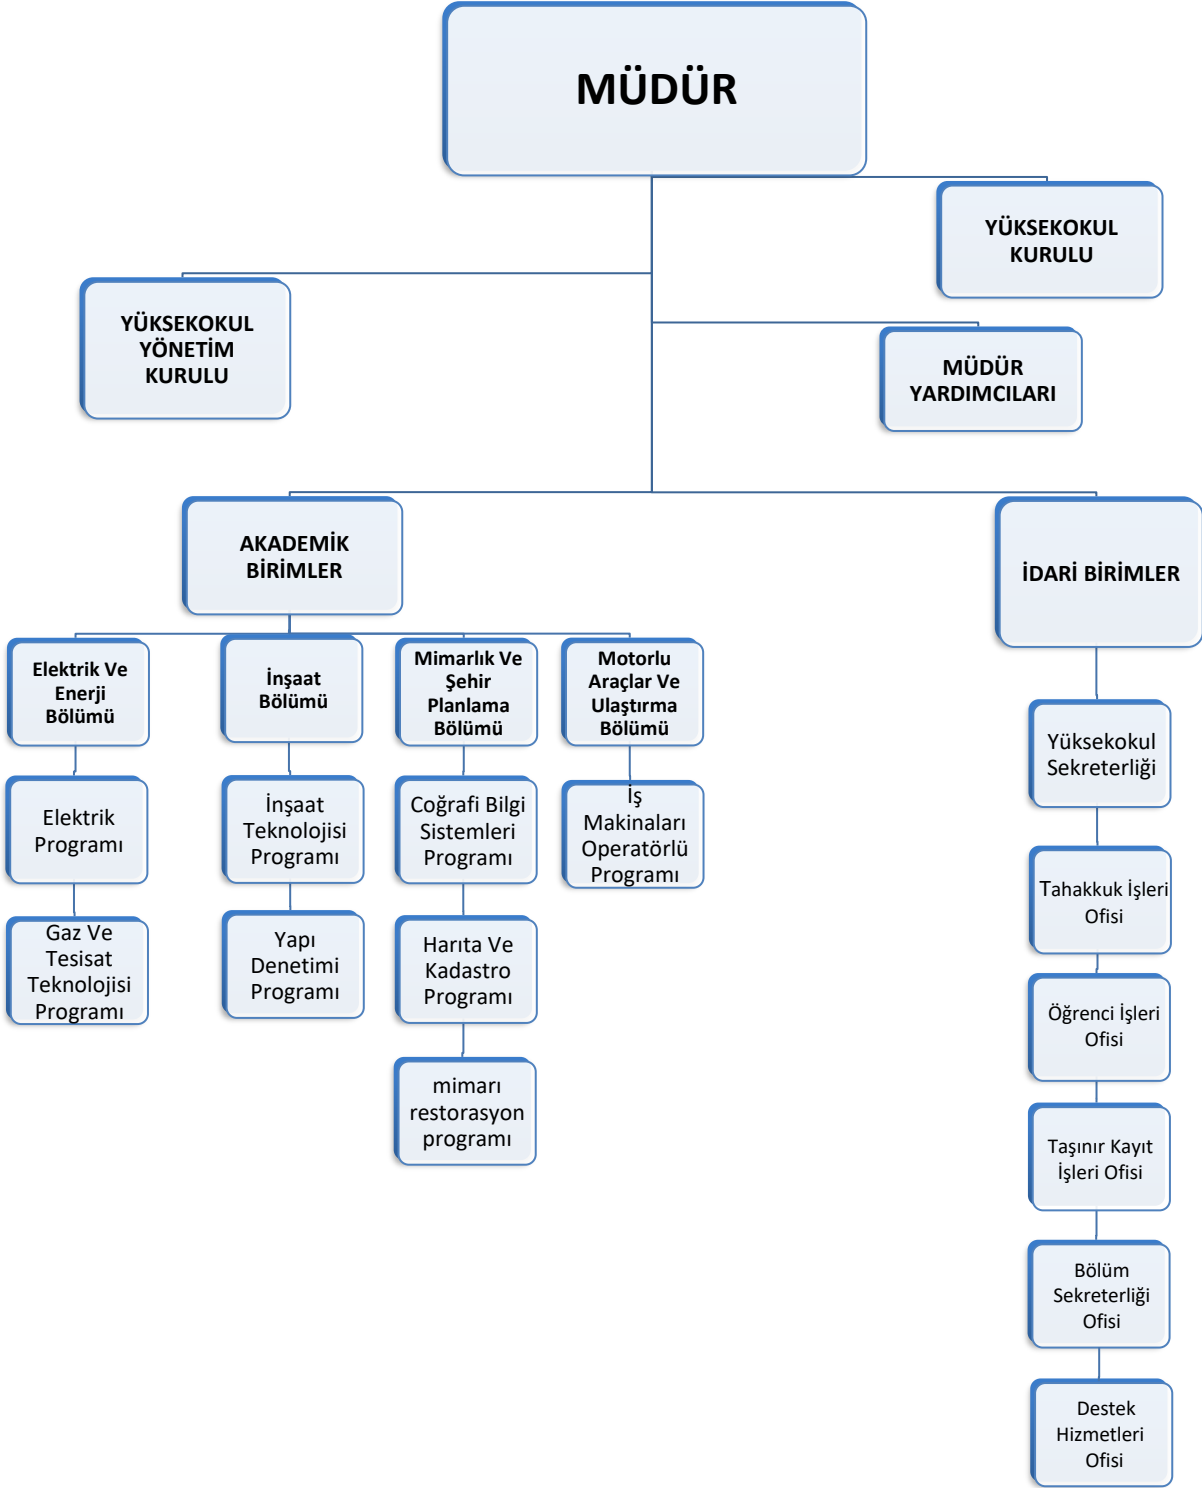 MÜDÜR
YÜKSEKOKUL
KURULU
YÜKSEKOKUL
YÖNETİM
KURULU
MÜDÜR
YARDIMCILARI
AKADEMİK
BİRİMLER
İDARİ BİRİMLER
Elektrik Ve
Enerji
Bölümü
Elektrik
Programı
Gaz Ve
Tesisat
Teknolojisi
Programı
İnşaat
Bölümü
İnşaat
Teknolojisi
Programı
Yapı
Denetimi
Programı
Mimarlık Ve
Şehir
Planlama
Bölümü
Coğrafi Bilgi
Sistemleri
Programı
Harıta Ve
Kadastro
Programı
mimarı
restorasyon
programı
Motorlu
Araçlar Ve
Ulaştırma
Bölümü
İş
Makinaları
Operatörlü
Programı
Yüksekokul
Sekreterliği
Tahakkuk İşleri
Ofisi
Öğrenci İşleri
Ofisi
Taşınır Kayıt
İşleri Ofisi
Bölüm
Sekreterliği
Ofisi
Destek
Hizmetleri
Ofisi